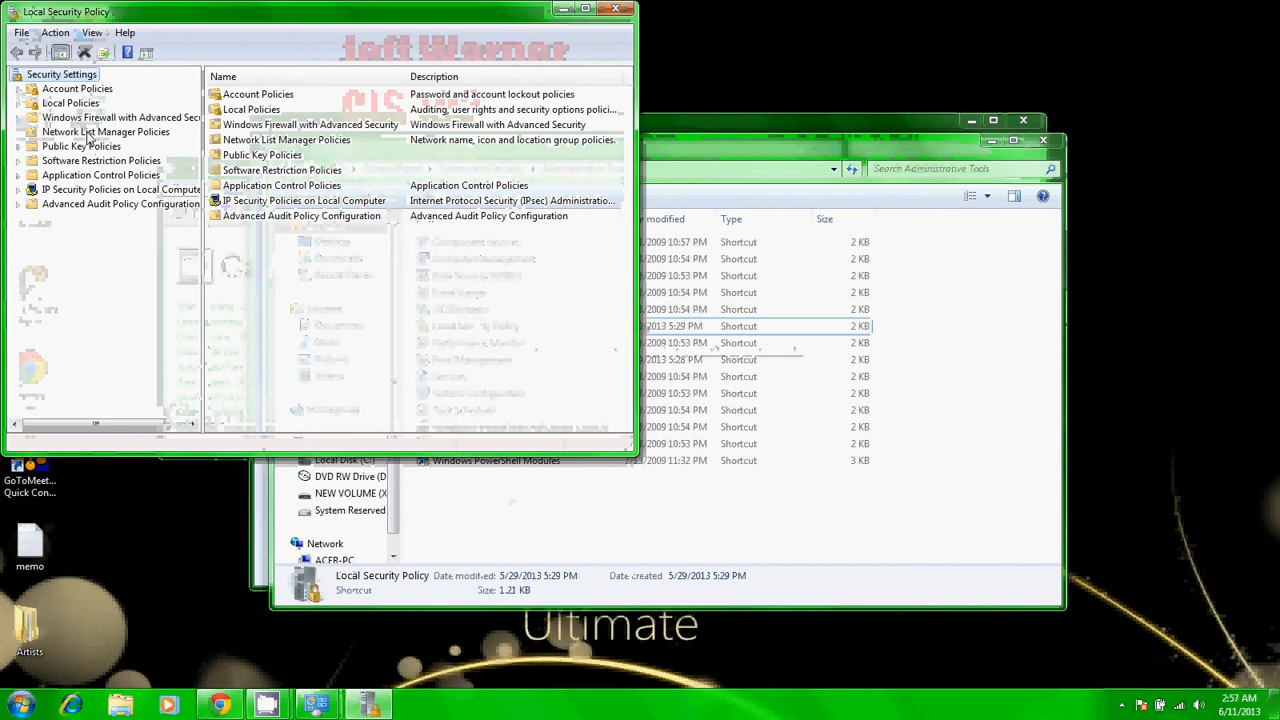 Local Security Policy
File Action View Help
Security Settings
Account Policies
Local Policies
Windows Firewall with Advanced Secu
Network List Manager Policies
Public Key Policies
Software Restriction Policies
Application Control Policies
IP Security Policies on Local Compute
Advanced Audit Policy Configuration
Name Description
Account Policies Password and account lockout policies
Local Policies Auditing, user rights and security options polici...
Windows Firewall with Advanced Security Windows Firewall with Advanced Security
Network List Manager Policies Network name, icon and location group policies.
Public Key Policies
Software Restriction Policies
Application Control Policies Application Control Policies
IP Security Policies on Local Computer Internet Protocol Security (IPsec) Administratio...
Advanced Audit Policy Configuration Advanced Audit Policy Configuration
Search Administrative Tools
modified Type Size
/2009 10:57 PM Shortcut 2 KB
/2009 10:54 PM Shortcut 2 KB
/2009 10:53 PM Shortcut 2 KB
/2009 10:54 PM Shortcut 2 KB
/2009 10:54 PM Shortcut 2 KB
/2013 5:29 PM Shortcut 2 KB
/2009 10:53 PM Shortcut 2 KB
/2013 5:28 PM Shortcut 2 KB
/2009 10:54 PM Shortcut 2 KB
/2009 10:53 PM Shortcut 2 KB
/2009 10:54 PM Shortcut 2 KB
/2009 10:54 PM Shortcut 2 KB
/2009 10:53 PM Shortcut 2 KB
Windows PowerShell Modules /2009 11:32 PM Shortcut 3 KB
Local Disk (C:)
DVD RW Drive (D
NEW VOLUME (X
System Reserved
Network
ACER-PC
Local Security Policy Date modified: 5/29/2013 5:29 PM Date created: 5/29/2013 5:29 PM
Shortcut Size: 1.21 KB
GoToMeet...
Quick Con...
memo
Artists
Ultimate
2:57 AM
6/11/2013